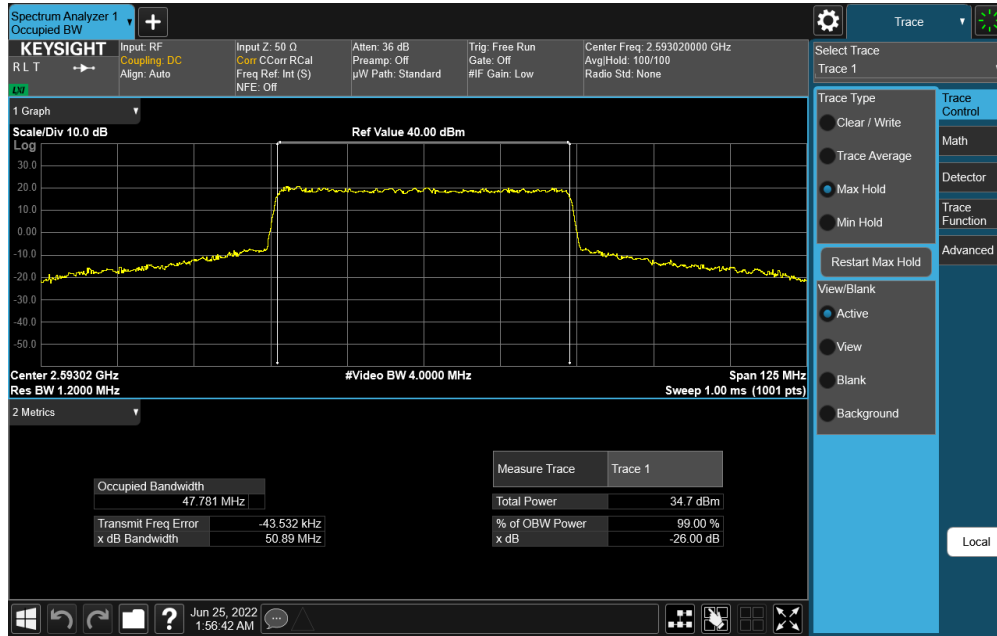 Spectrum Analyzer 1
Occupied BW
KEYSIGHT
R L T
LXI
Input: RF
Coupling: DC
Align: Auto
Input Z: 50 Ω
Corr CCorr RCal
Freq Ref: Int (S)
NFE: Off
Atten: 36 dB
Preamp: Off
µW Path: Standard
Trig: Free Run
Gate: Off
#IF Gain: Low
Center Freq: 2.593020000 GHz
Avg|Hold: 100/100
Radio Std: None
1 Graph
Scale/Div 10.0 dB
Ref Value 40.00 dBm
Log
30.0
20.0
10.0
0.00
-10.0
-20.0
-30.0
-40.0
-50.0
Center 2.59302 GHz
#Video BW 4.0000 MHz
Span 125 MHz
Res BW 1.2000 MHz
Sweep 1.00 ms (1001 pts)
2 Metrics
Occupied Bandwidth
47.781 MHz
Transmit Freq Error -43.532 kHz
x dB Bandwidth 50.89 MHz
Measure Trace Trace 1
Total Power 34.7 dBm
% of OBW Power 99.00 %
x dB -26.00 dB
Jun 25, 2022
1:56:42 AM
Trace
Select Trace
Trace 1
Trace Type
Clear / Write
Trace Average
Max Hold
Min Hold
Restart Max Hold
View/Blank
Active
View
Blank
Background
Trace
Control
Math
Detector
Trace
Function
Advanced
Local